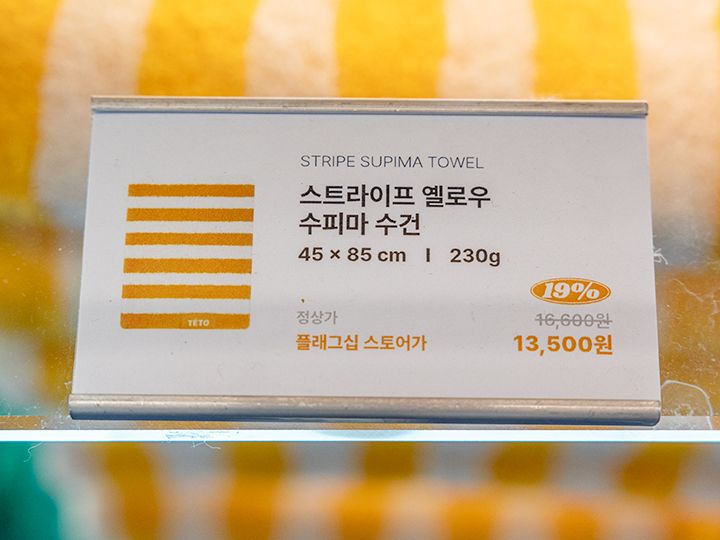 STRIPE SUPIMA TOWEL
스트라이프 옐로우
수피마 수건
45 × 85 cm I 230g
TETO
19%
정상가 16,600원
플래그십 스토어가 13,500원